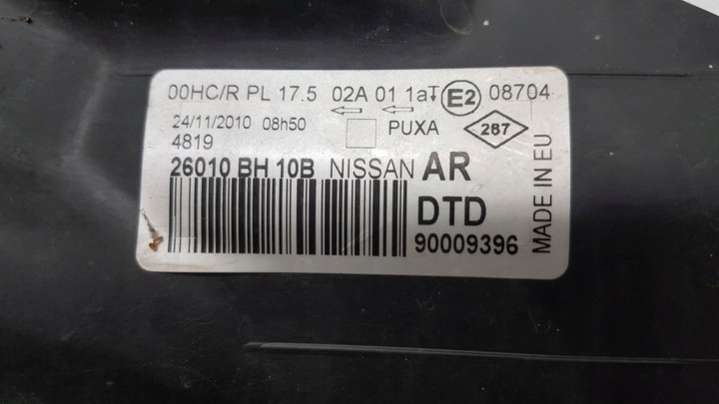 00HC/R PL 17.5 02A 01 1aT E2 08704
24/11/2010 08h50 PUXA 287
4819
26010 BH 10B NISSAN AR
DTD
90009396
MADE IN EU